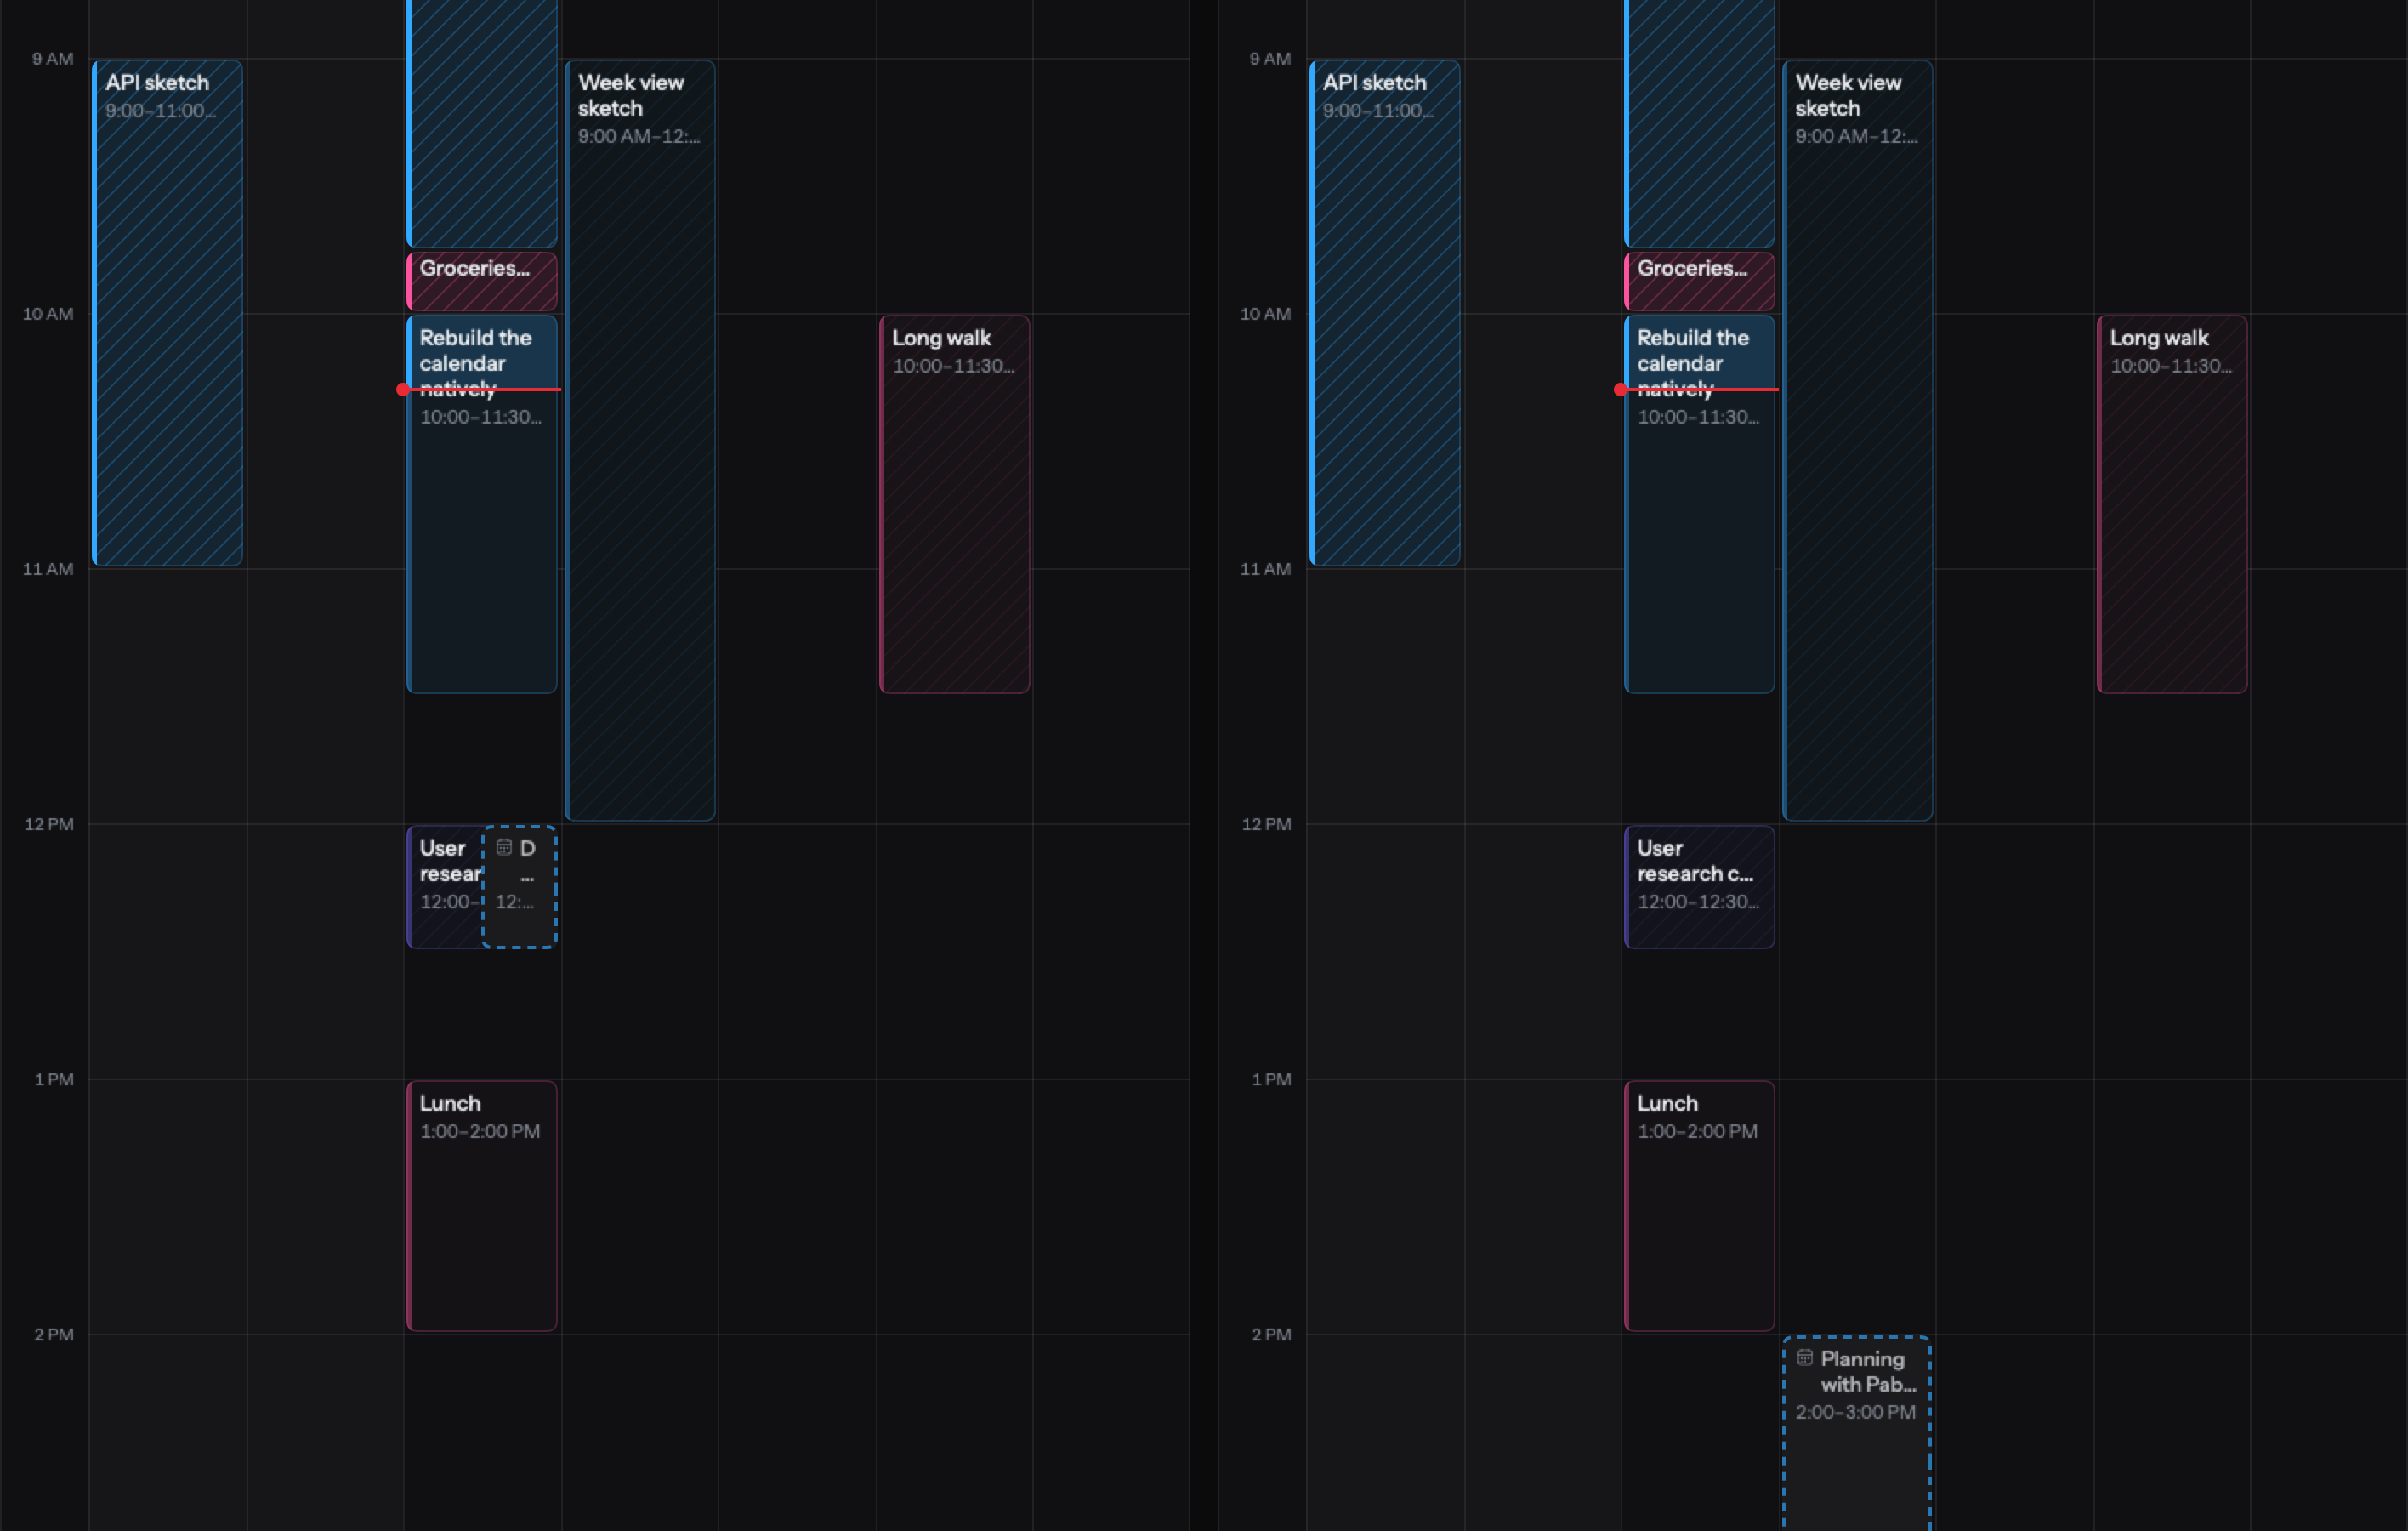 9 AM
API sketch
9:00–11:00...
Week view
sketch
9:00 AM–12:...
Groceries...
10 AM
Rebuild the
calendar
natively
10:00–11:30...
Long walk
10:00–11:30...
11 AM
12 PM
User
resear
12:00–
D
...
12:...
1 PM
Lunch
1:00–2:00 PM
2 PM
9 AM
API sketch
9:00–11:00...
Week view
sketch
9:00 AM–12:...
Groceries...
10 AM
Rebuild the
calendar
natively
10:00–11:30...
Long walk
10:00–11:30...
11 AM
12 PM
User
research c...
12:00–12:30...
1 PM
Lunch
1:00–2:00 PM
2 PM
Planning
with Pab...
2:00–3:00 PM